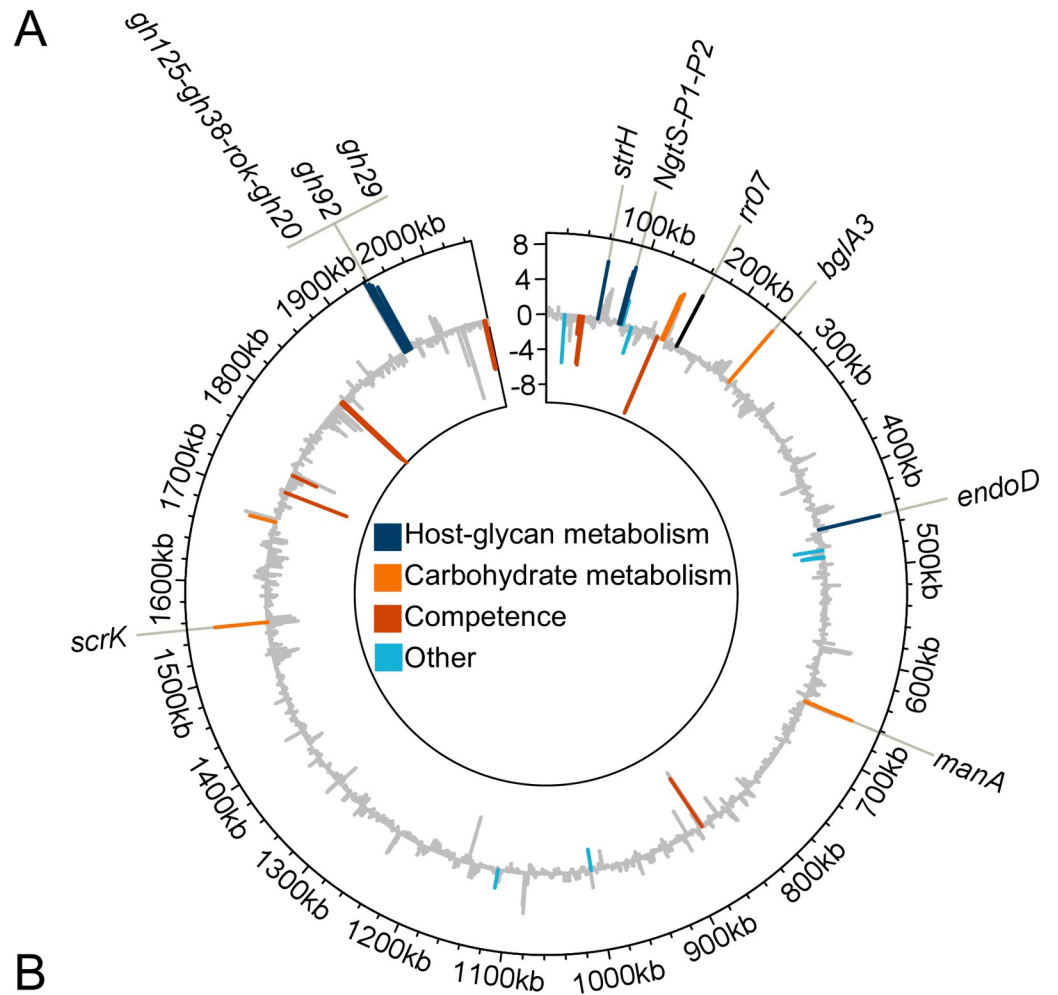 A
gh125-gh38-rok-gh20
gh92
gh29
strH
NgtS-P1-P2
rr07
bglA3
endoD
manA
scrK
8
4
0
-4
-8
100kb
200kb
300kb
400kb
500kb
600kb
700kb
800kb
900kb
1000kb
1100kb
1200kb
1300kb
1400kb
1500kb
1600kb
1700kb
1800kb
1900kb
2000kb
Host-glycan metabolism
Carbohydrate metabolism
Competence
Other
B